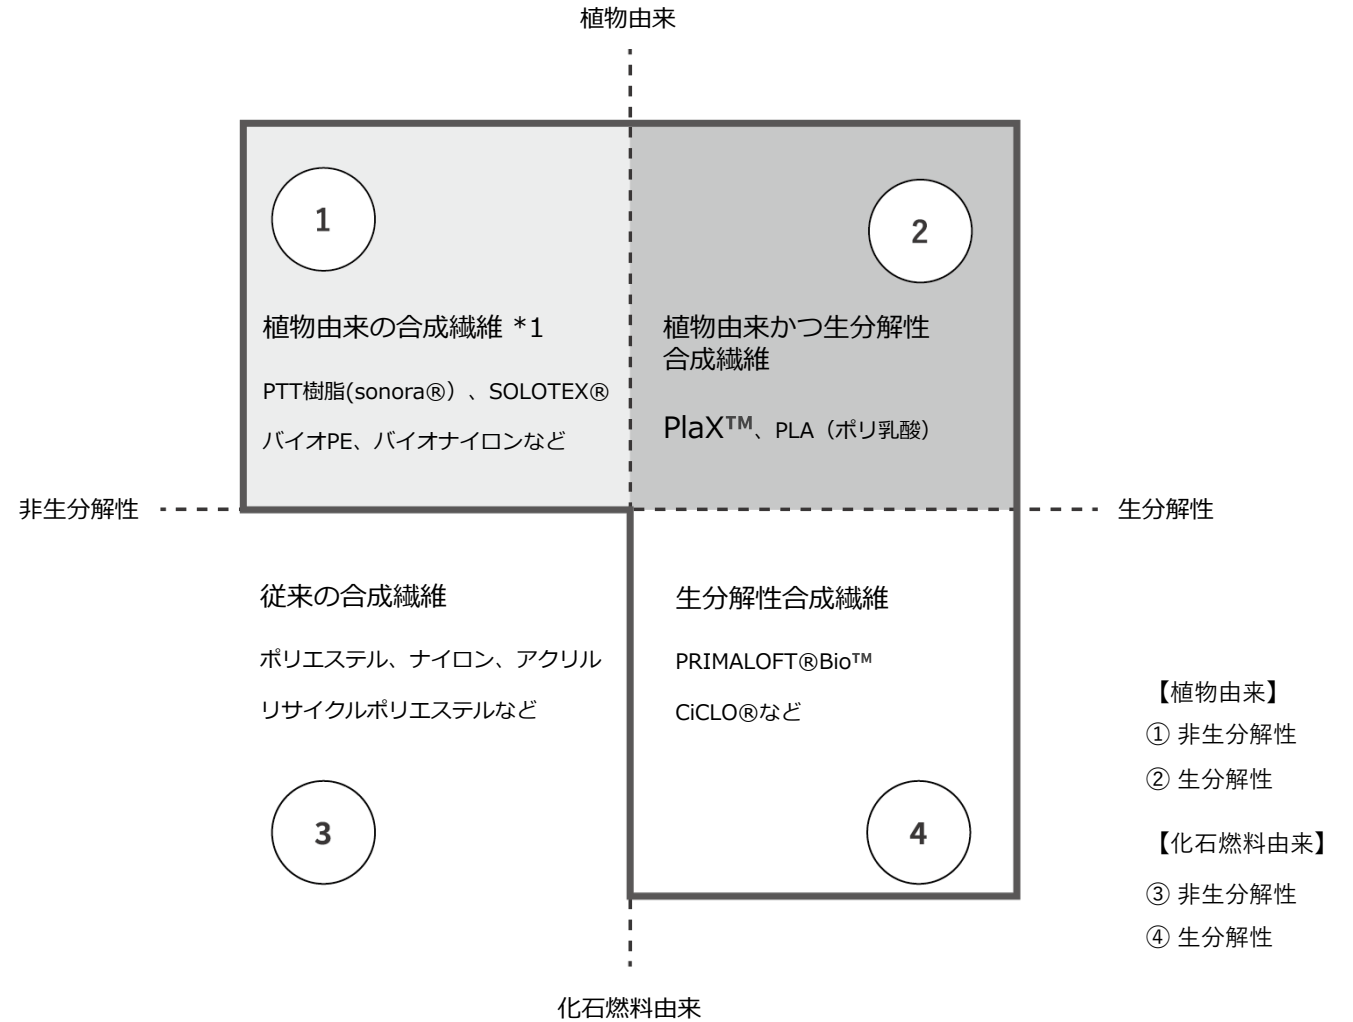 植物由来
1
植物由来の合成繊維 *1
PTT樹脂(sonora®）、SOLOTEX®
バイオPE、バイオナイロンなど
2
植物由来かつ生分解性
合成繊維
PlaX™、PLA（ポリ乳酸）
非生分解性
生分解性
従来の合成繊維
ポリエステル、ナイロン、アクリル
リサイクルポリエステルなど
3
生分解性合成繊維
PRIMALOFT®Bio™
CiCLO®など
4
化石燃料由来
【植物由来】
① 非生分解性
② 生分解性
【化石燃料由来】
③ 非生分解性
④ 生分解性